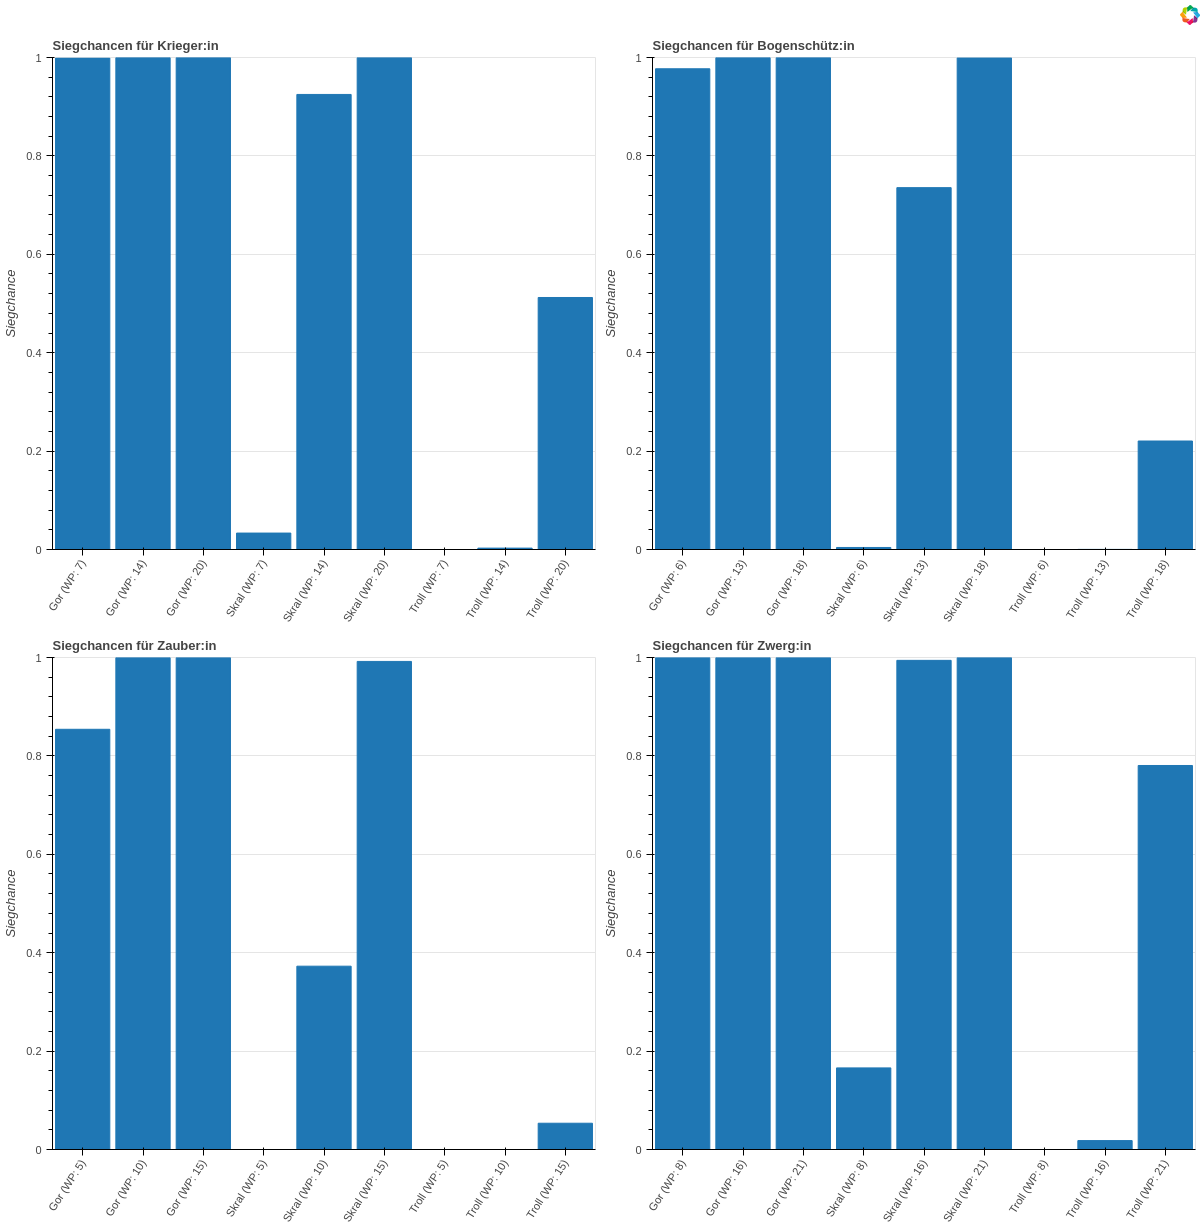 Siegchancen für Krieger:in
1
0.8
0.6
0.4
0.2
0
Siegchance
Gor (WP: 7)
Gor (WP: 14)
Gor (WP: 20)
Skral (WP: 7)
Skral (WP: 14)
Skral (WP: 20)
Troll (WP: 7)
Troll (WP: 14)
Troll (WP: 20)
Siegchancen für Bogenschütz:in
1
0.8
0.6
0.4
0.2
0
Siegchance
Gor (WP: 6)
Gor (WP: 13)
Gor (WP: 18)
Skral (WP: 6)
Skral (WP: 13)
Skral (WP: 18)
Troll (WP: 6)
Troll (WP: 13)
Troll (WP: 18)
Siegchancen für Zauber:in
1
0.8
0.6
0.4
0.2
0
Siegchance
Gor (WP: 5)
Gor (WP: 10)
Gor (WP: 15)
Skral (WP: 5)
Skral (WP: 10)
Skral (WP: 15)
Troll (WP: 5)
Troll (WP: 10)
Troll (WP: 15)
Siegchancen für Zwerg:in
1
0.8
0.6
0.4
0.2
0
Siegchance
Gor (WP: 8)
Gor (WP: 16)
Gor (WP: 21)
Skral (WP: 8)
Skral (WP: 16)
Skral (WP: 21)
Troll (WP: 8)
Troll (WP: 16)
Troll (WP: 21)